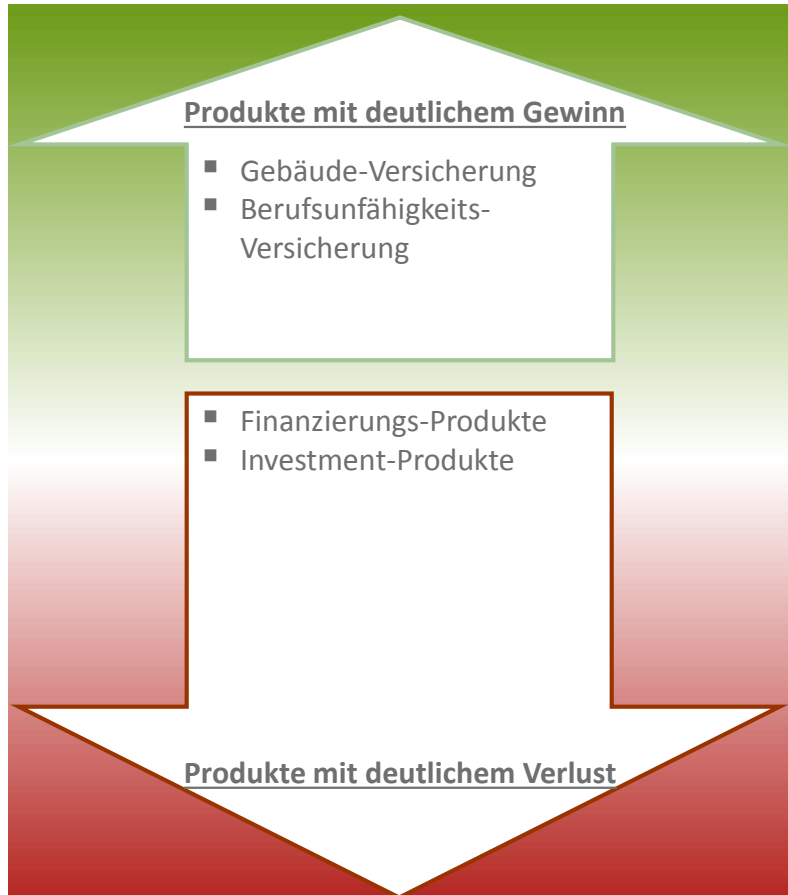 Produkte mit deutlichem Gewinn
▪ Gebäude-Versicherung
▪ Berufsunfähigkeits-
Versicherung
▪ Finanzierungs-Produkte
▪ Investment-Produkte
Produkte mit deutlichem Verlust